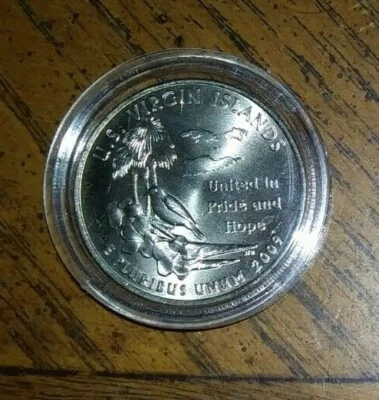 U.S. VIRGIN ISLANDS
United in
Pride and
Hope
E PLURIBUS UNUM 2009